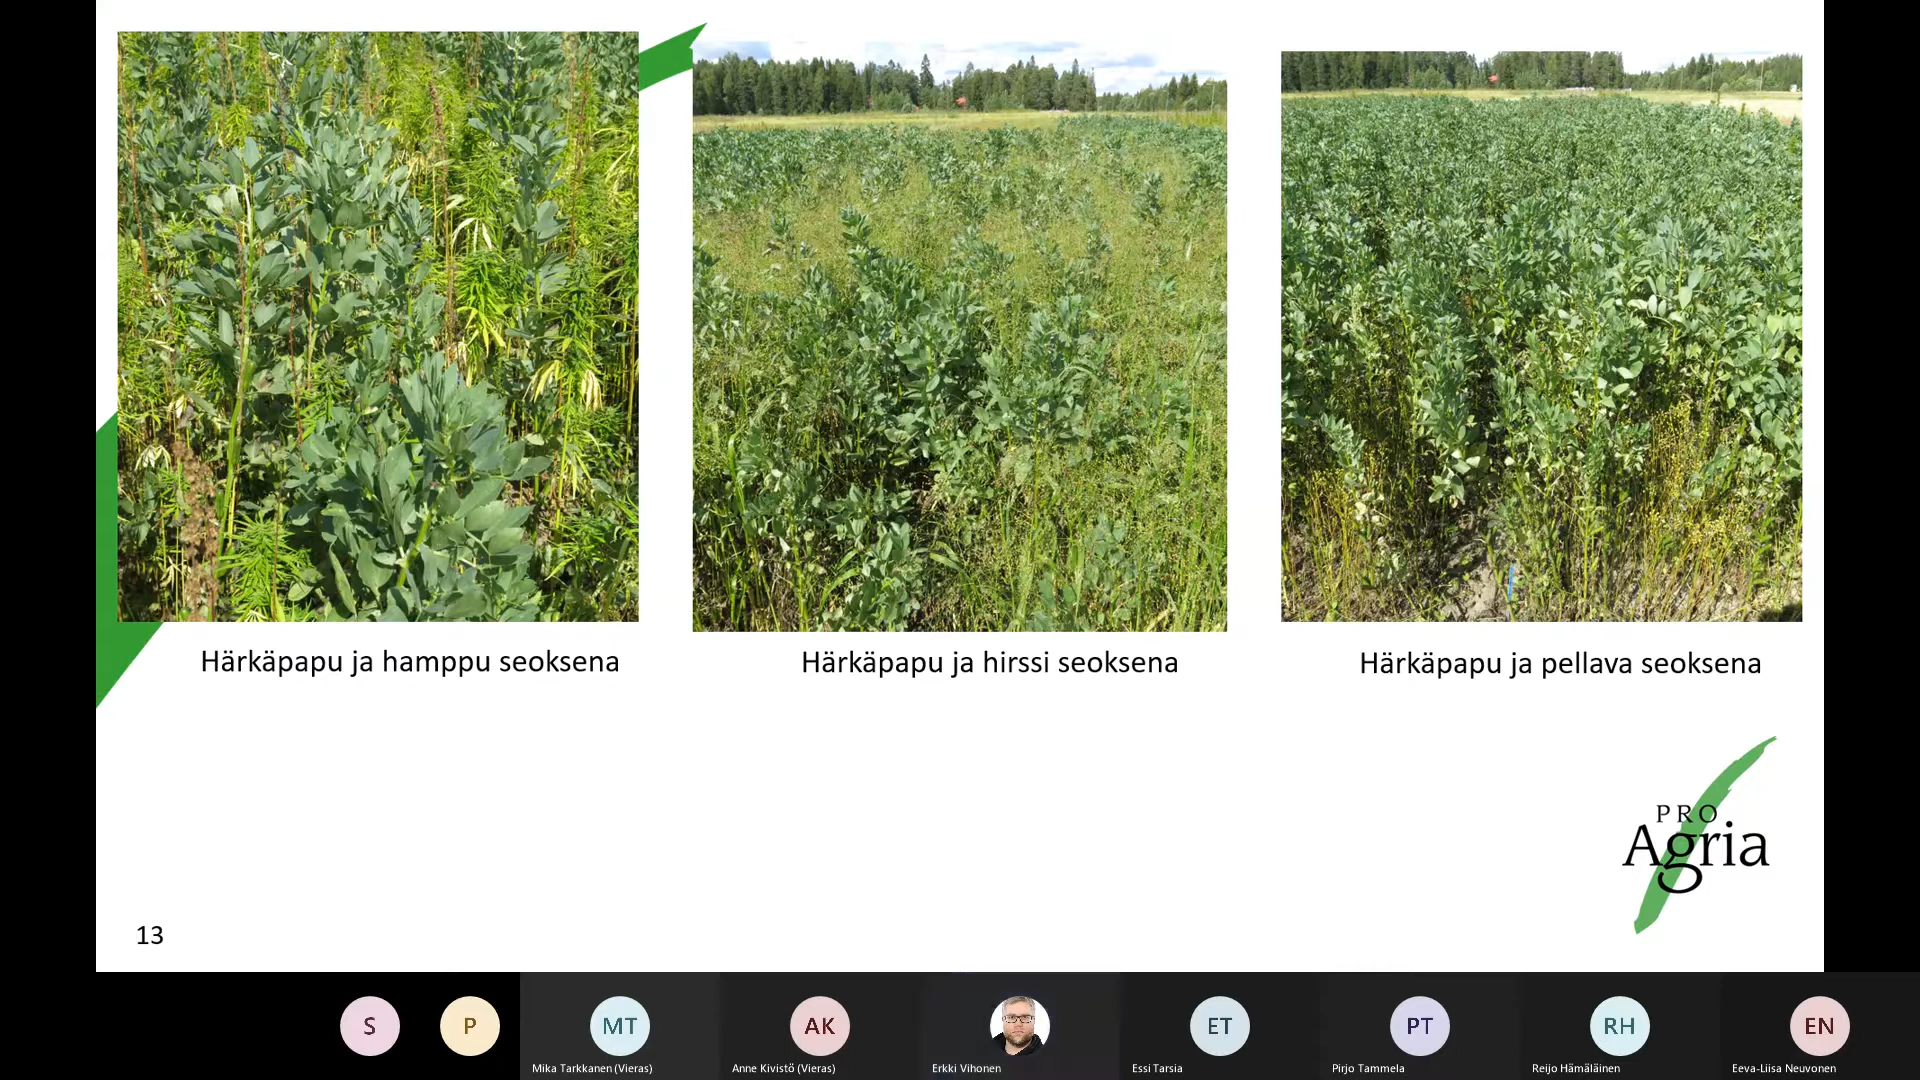 Härkäpapu ja hamppu seoksena
Härkäpapu ja hirssi seoksena
Härkäpapu ja pellava seoksena
PRO
Agria
13
S
P
MT
AK
ET
PT
RH
EN
Mika Tarkkanen (Vieras)
Anne Kivistö (Vieras)
Erkki Vihonen
Essi Tarsia
Pirjo Tammela
Reijo Hämäläinen
Eeva-Liisa Neuvonen